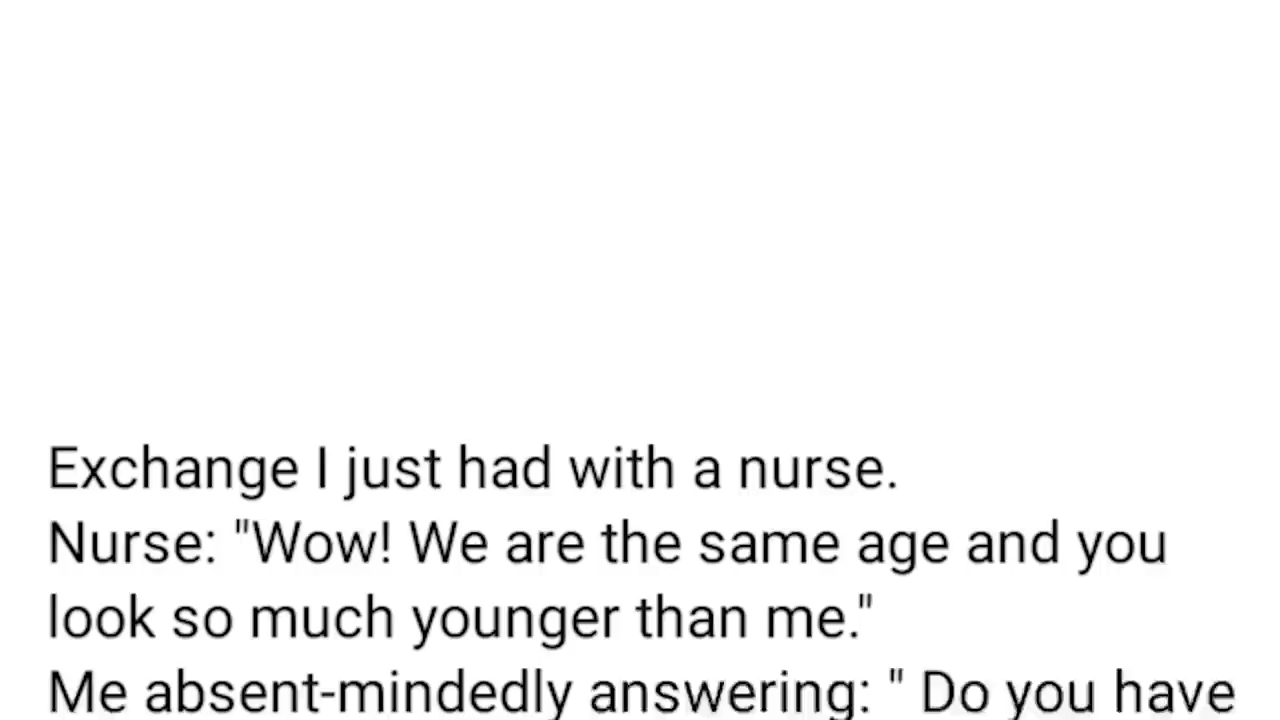 Exchange I just had with a nurse.
Nurse: "Wow! We are the same age and you
look so much younger than me."
Me absent-mindedly answering: " Do you have